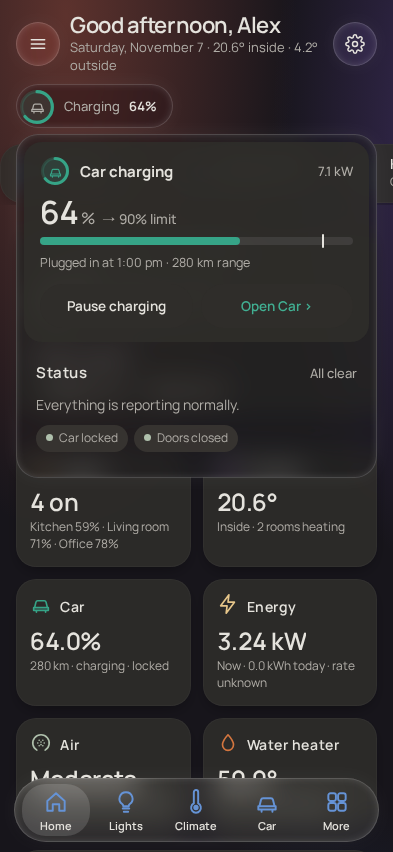 Good afternoon, Alex
Saturday, November 7 · 20.6° inside · 4.2°
outside
Charging 64%
Car charging 7.1 kW
64 % → 90% limit
Plugged in at 1:00 pm · 280 km range
Pause charging Open Car ›
Status All clear
Everything is reporting normally.
Car locked Doors closed
4 on
Kitchen 59% · Living room
71% · Office 78%
20.6°
Inside · 2 rooms heating
Car
64.0%
280 km · charging · locked
Energy
3.24 kW
Now · 0.0 kWh today · rate
unknown
Air
Moderate
Water heater
Home Lights Climate Car More